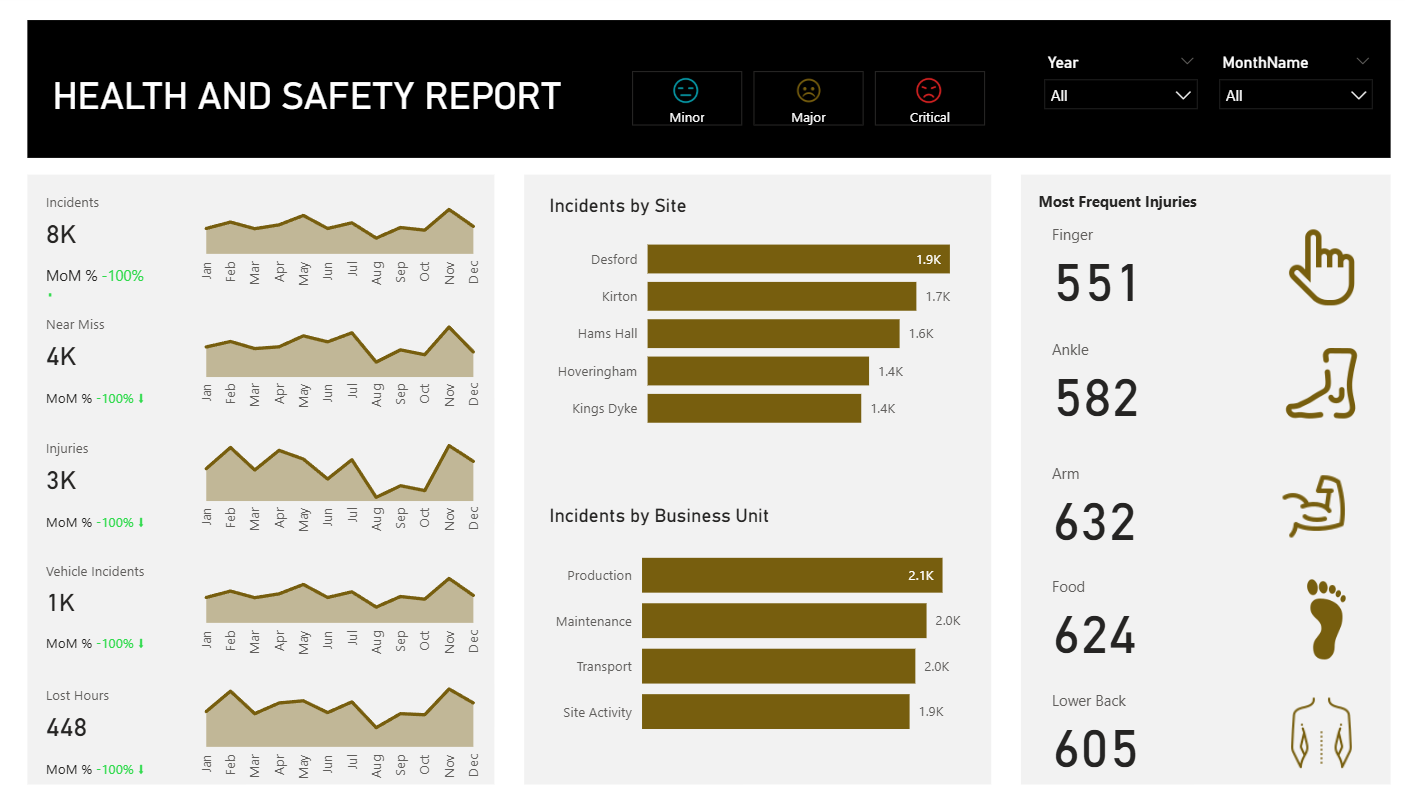 HEALTH AND SAFETY REPORT
Minor
Major
Critical
Year
All
MonthName
All
Incidents
8K
MoM % -100%
Jan Feb Mar Apr May Jun Jul Aug Sep Oct Nov Dec
Near Miss
4K
MoM % -100% ⬇
Jan Feb Mar Apr May Jun Jul Aug Sep Oct Nov Dec
Injuries
3K
MoM % -100% ⬇
Jan Feb Mar Apr May Jun Jul Aug Sep Oct Nov Dec
Vehicle Incidents
1K
MoM % -100% ⬇
Jan Feb Mar Apr May Jun Jul Aug Sep Oct Nov Dec
Lost Hours
448
MoM % -100% ⬇
Jan Feb Mar Apr May Jun Jul Aug Sep Oct Nov Dec
Incidents by Site
Desford 1.9K
Kirton 1.7K
Hams Hall 1.6K
Hoveringham 1.4K
Kings Dyke 1.4K
Incidents by Business Unit
Production 2.1K
Maintenance 2.0K
Transport 2.0K
Site Activity 1.9K
Most Frequent Injuries
Finger
551
Ankle
582
Arm
632
Food
624
Lower Back
605